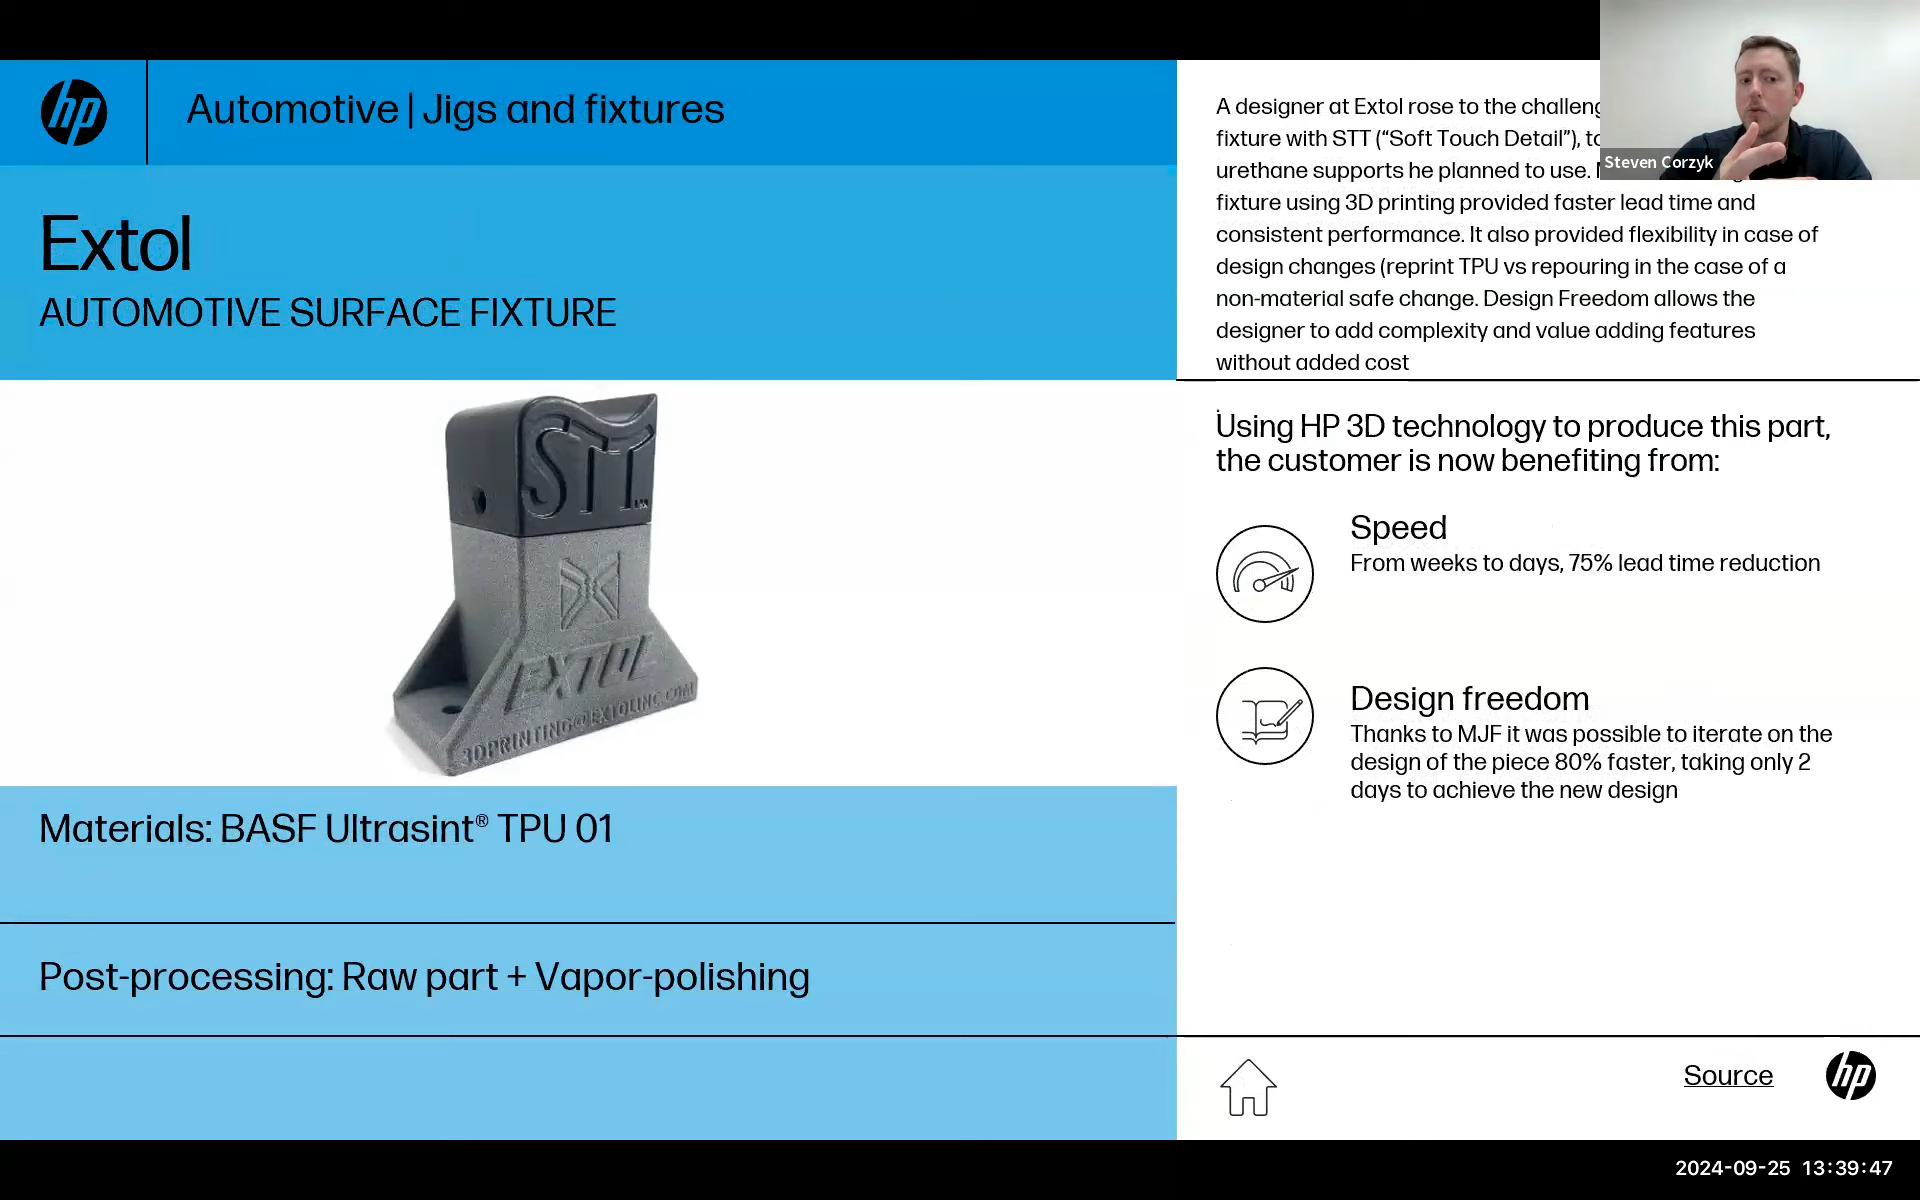 hp
Automotive | Jigs and fixtures
Extol
AUTOMOTIVE SURFACE FIXTURE
STT
EXTOL
3DPRINTING@EXTOLINC.COM
Materials: BASF Ultrasint® TPU 01
Post-processing: Raw part + Vapor-polishing
A designer at Extol rose to the
fixture with STT (“Soft Touch Detail”),
urethane supports he planned to use.
fixture using 3D printing provided faster lead time and
consistent performance. It also provided flexibility in case of
design changes (reprint TPU vs repouring in the case of a
non-material safe change. Design Freedom allows the
designer to add complexity and value adding features
without added cost
Steven Corzyk
Using HP 3D technology to produce this part,
the customer is now benefiting from:
Speed
From weeks to days, 75% lead time reduction
Design freedom
Thanks to MJF it was possible to iterate on the
design of the piece 80% faster, taking only 2
days to achieve the new design
Source
hp
2024-09-25 13:39:47